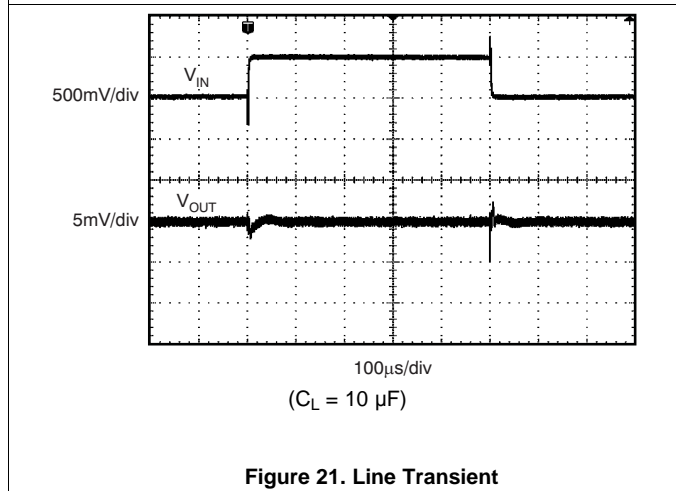 V_IN
500mV/div
V_OUT
5mV/div
100μs/div
(C_L = 10 μF)
Figure 21. Line Transient